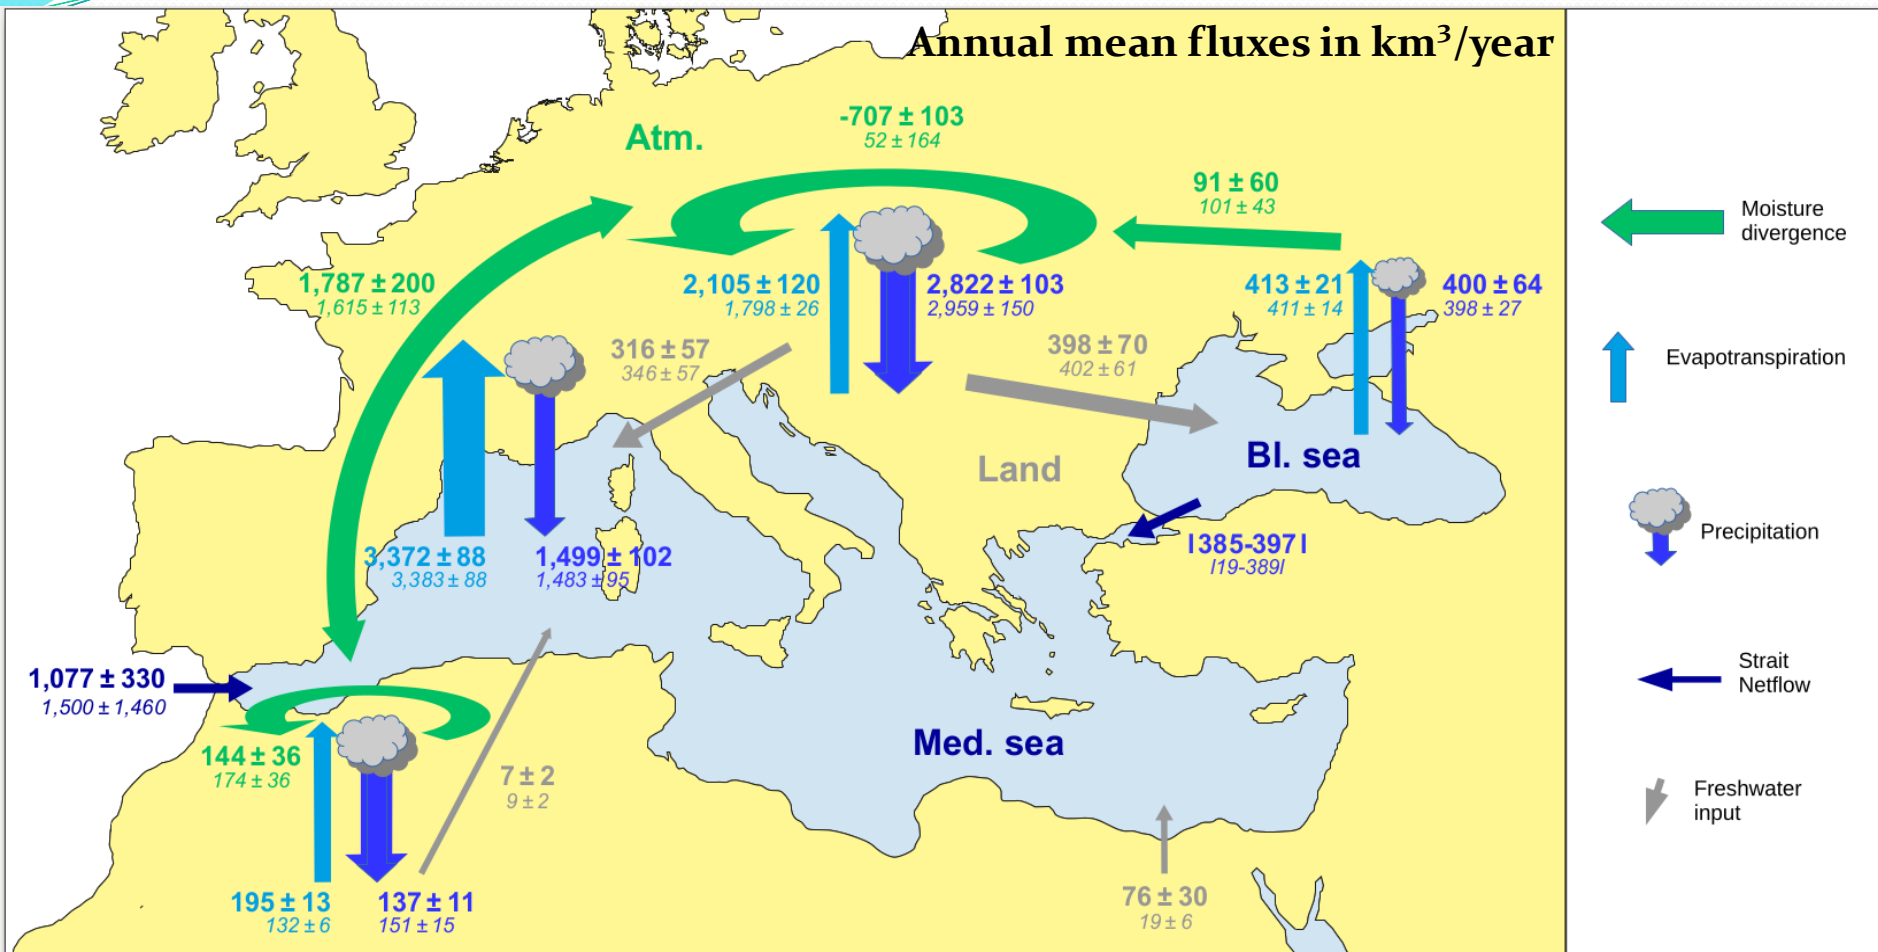 Annual mean fluxes in km³/year
-707 ± 103
52 ± 164
Atm.
91 ± 60
101 ± 43
1,787 ± 200
1,615 ± 113
2,105 ± 120
1,798 ± 26
2,822 ± 103
2,959 ± 150
413 ± 21
411 ± 14
400 ± 64
398 ± 27
316 ± 57
346 ± 57
398 ± 70
402 ± 61
Land
Bl. sea
3,372 ± 88
3,383 ± 88
1,499 ± 102
1,483 ± 95
|385-397|
|19-389|
1,077 ± 330
1,500 ± 1,460
Med. sea
144 ± 36
174 ± 36
7 ± 2
9 ± 2
195 ± 13
132 ± 6
137 ± 11
151 ± 15
76 ± 30
19 ± 6
Moisture
divergence
Evapotranspiration
Precipitation
Strait
Netflow
Freshwater
input